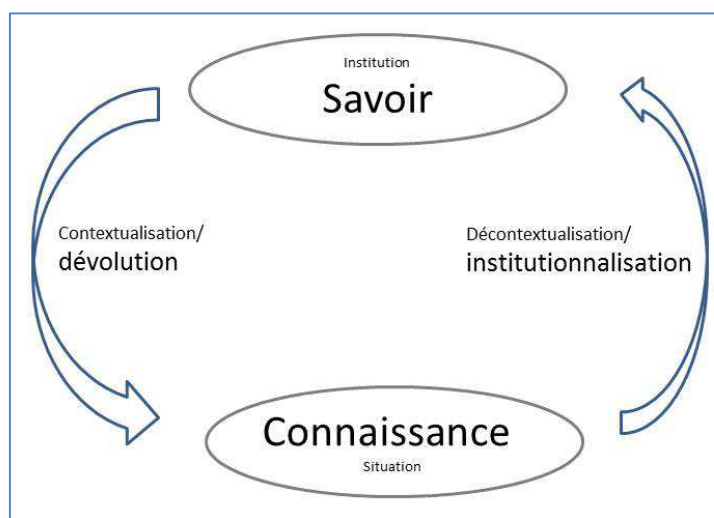 Institution
Savoir
Contextualisation/
dévolution
Décontextualisation/
institutionnalisation
Connaissance
Situation